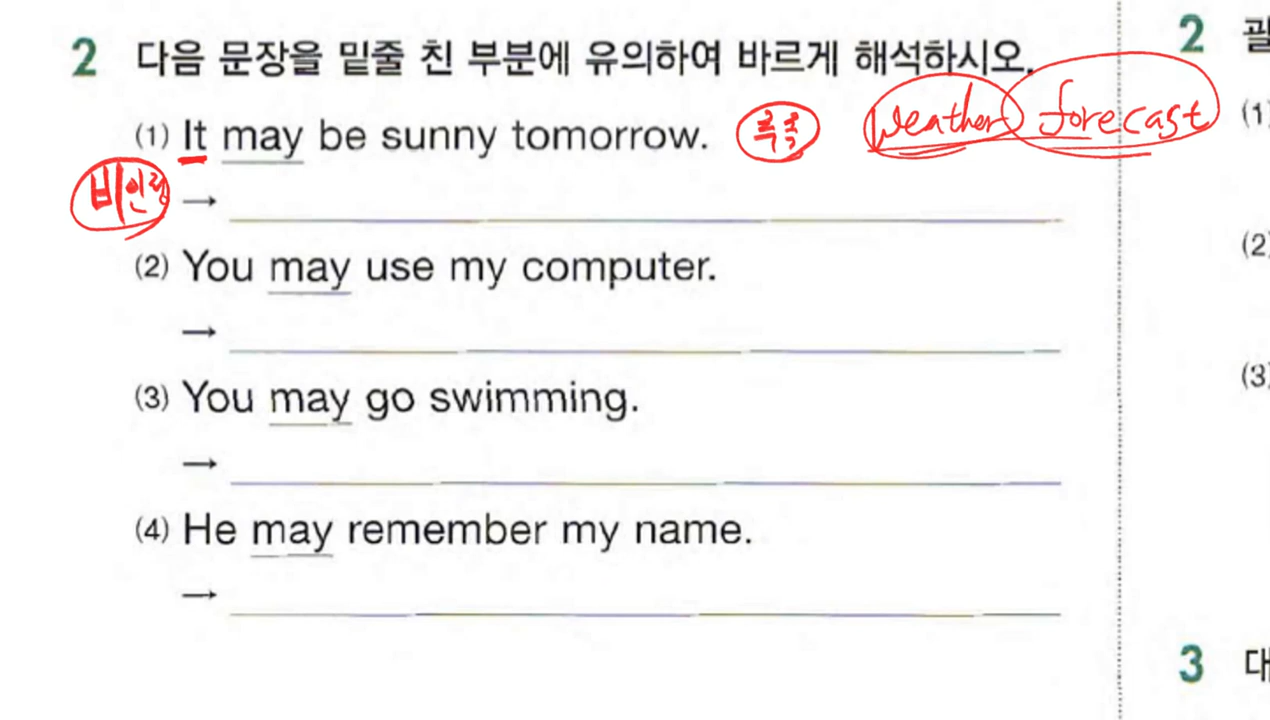 2 다음 문장을 밑줄 친 부분에 유의하여 바르게 해석하시오.
(1) It may be sunny tomorrow. 추측 weather forecast
비인칭 →
(2) You may use my computer.
→
(3) You may go swimming.
→
(4) He may remember my name.
→
2
(1)
(2)
(3)
3 대